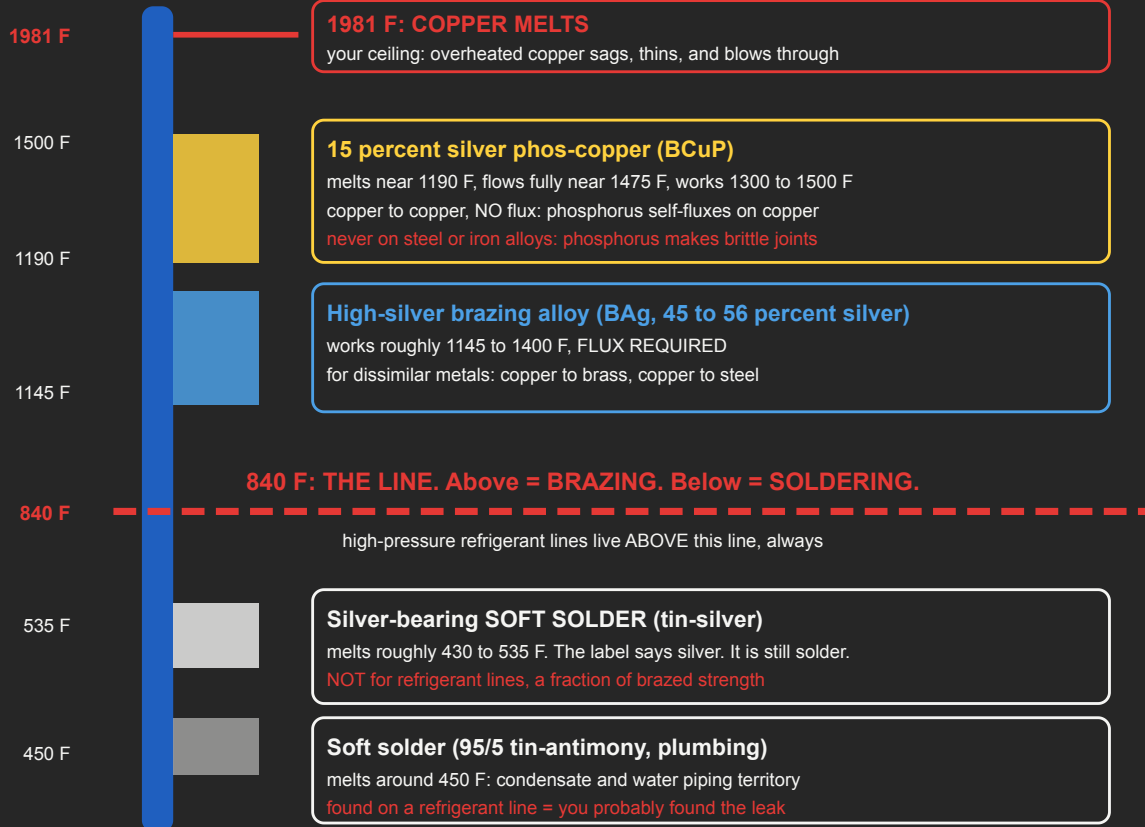 1981 F
1981 F: COPPER MELTS
your ceiling: overheated copper sags, thins, and blows through
1500 F
15 percent silver phos-copper (BCuP)
melts near 1190 F, flows fully near 1475 F, works 1300 to 1500 F
copper to copper, NO flux: phosphorus self-fluxes on copper
never on steel or iron alloys: phosphorus makes brittle joints
1190 F
High-silver brazing alloy (BAg, 45 to 56 percent silver)
works roughly 1145 to 1400 F, FLUX REQUIRED
for dissimilar metals: copper to brass, copper to steel
1145 F
840 F: THE LINE. Above = BRAZING. Below = SOLDERING.
840 F
high-pressure refrigerant lines live ABOVE this line, always
535 F
Silver-bearing SOFT SOLDER (tin-silver)
melts roughly 430 to 535 F. The label says silver. It is still solder.
NOT for refrigerant lines, a fraction of brazed strength
450 F
Soft solder (95/5 tin-antimony, plumbing)
melts around 450 F: condensate and water piping territory
found on a refrigerant line = you probably found the leak